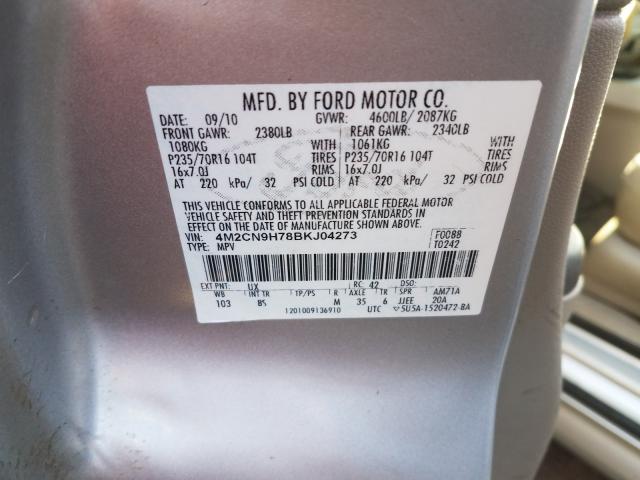 MFD. BY FORD MOTOR CO.
DATE: 09/10 GVWR: 4600LB/ 2087KG
FRONT GAWR: 2380LB REAR GAWR: 2340LB
1080KG WITH 1061KG WITH
P235/70R16 104T TIRES P235/70R16 104T TIRES
16x7.0J RIMS 16x7.0J RIMS
AT 220 kPa/ 32 PSI COLD AT 220 kPa/ 32 PSI COLD
THIS VEHICLE CONFORMS TO ALL APPLICABLE FEDERAL MOTOR
VEHICLE SAFETY AND THEFT PREVENTION STANDARDS IN
EFFECT ON THE DATE OF MANUFACTURE SHOWN ABOVE.
VIN: 4M2CN9H78BKJ04273 F0088
TYPE: MPV T0242
EXT PNT: UX RC: 42 DSO:
WB INT TR TP/PS R AXLE TR SPR AM71A
103 BS M 35 6 JJEE 20A
1201009136910 UTC 5U5A-1520472-BA